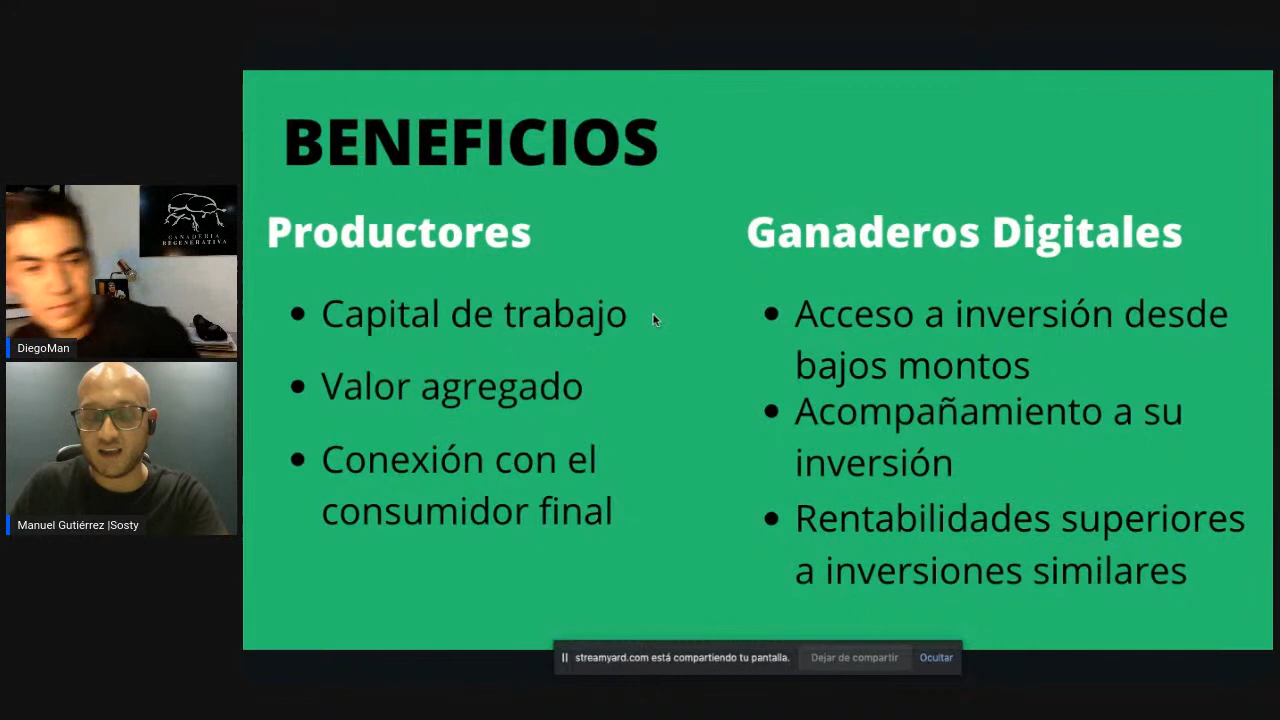 BENEFICIOS
Productores
Capital de trabajo
Valor agregado
Conexión con el
consumidor final
Ganaderos Digitales
Acceso a inversión desde
bajos montos
Acompañamiento a su
inversión
Rentabilidades superiores
a inversiones similares
GANADERIA
REGENERATIVA
DiegoMan
Manuel Gutiérrez |Sosty
streamyard.com está compartiendo tu pantalla.
Dejar de compartir
Ocultar